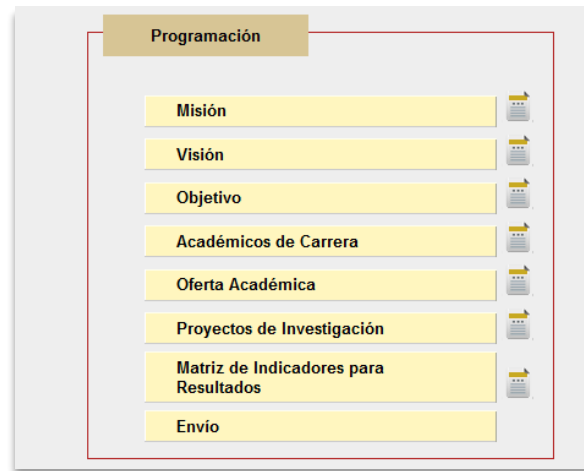 Programación
Misión
Visión
Objetivo
Académicos de Carrera
Oferta Académica
Proyectos de Investigación
Matriz de Indicadores para
Resultados
Envío